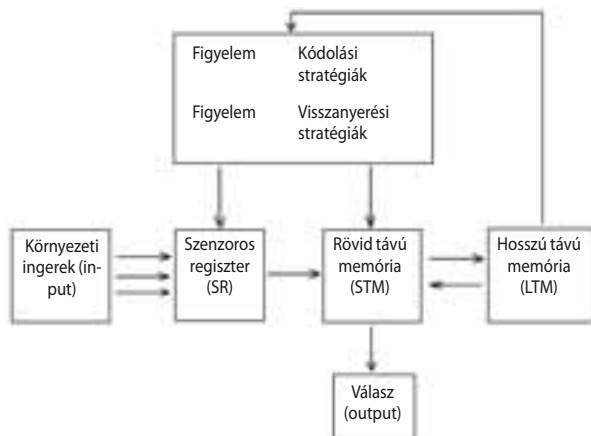 Figyelem Kódolási
stratégiák
Figyelem Visszanyerési
stratégiák
Környezeti
ingerek (in-
put)
Szenzoros
regiszter
(SR)
Rövid távú
memória
(STM)
Hosszú távú
memória
(LTM)
Válasz
(output)